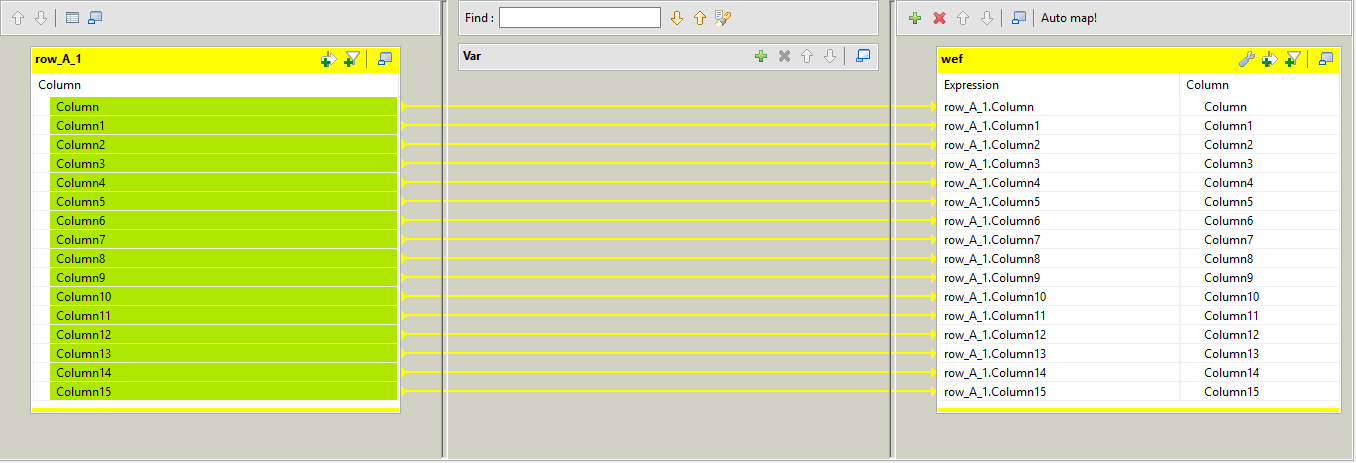 Find :
Auto map!
row_A_1
Column
Column
Column1
Column2
Column3
Column4
Column5
Column6
Column7
Column8
Column9
Column10
Column11
Column12
Column13
Column14
Column15
Var
wef
Expression Column
row_A_1.Column Column
row_A_1.Column1 Column1
row_A_1.Column2 Column2
row_A_1.Column3 Column3
row_A_1.Column4 Column4
row_A_1.Column5 Column5
row_A_1.Column6 Column6
row_A_1.Column7 Column7
row_A_1.Column8 Column8
row_A_1.Column9 Column9
row_A_1.Column10 Column10
row_A_1.Column11 Column11
row_A_1.Column12 Column12
row_A_1.Column13 Column13
row_A_1.Column14 Column14
row_A_1.Column15 Column15